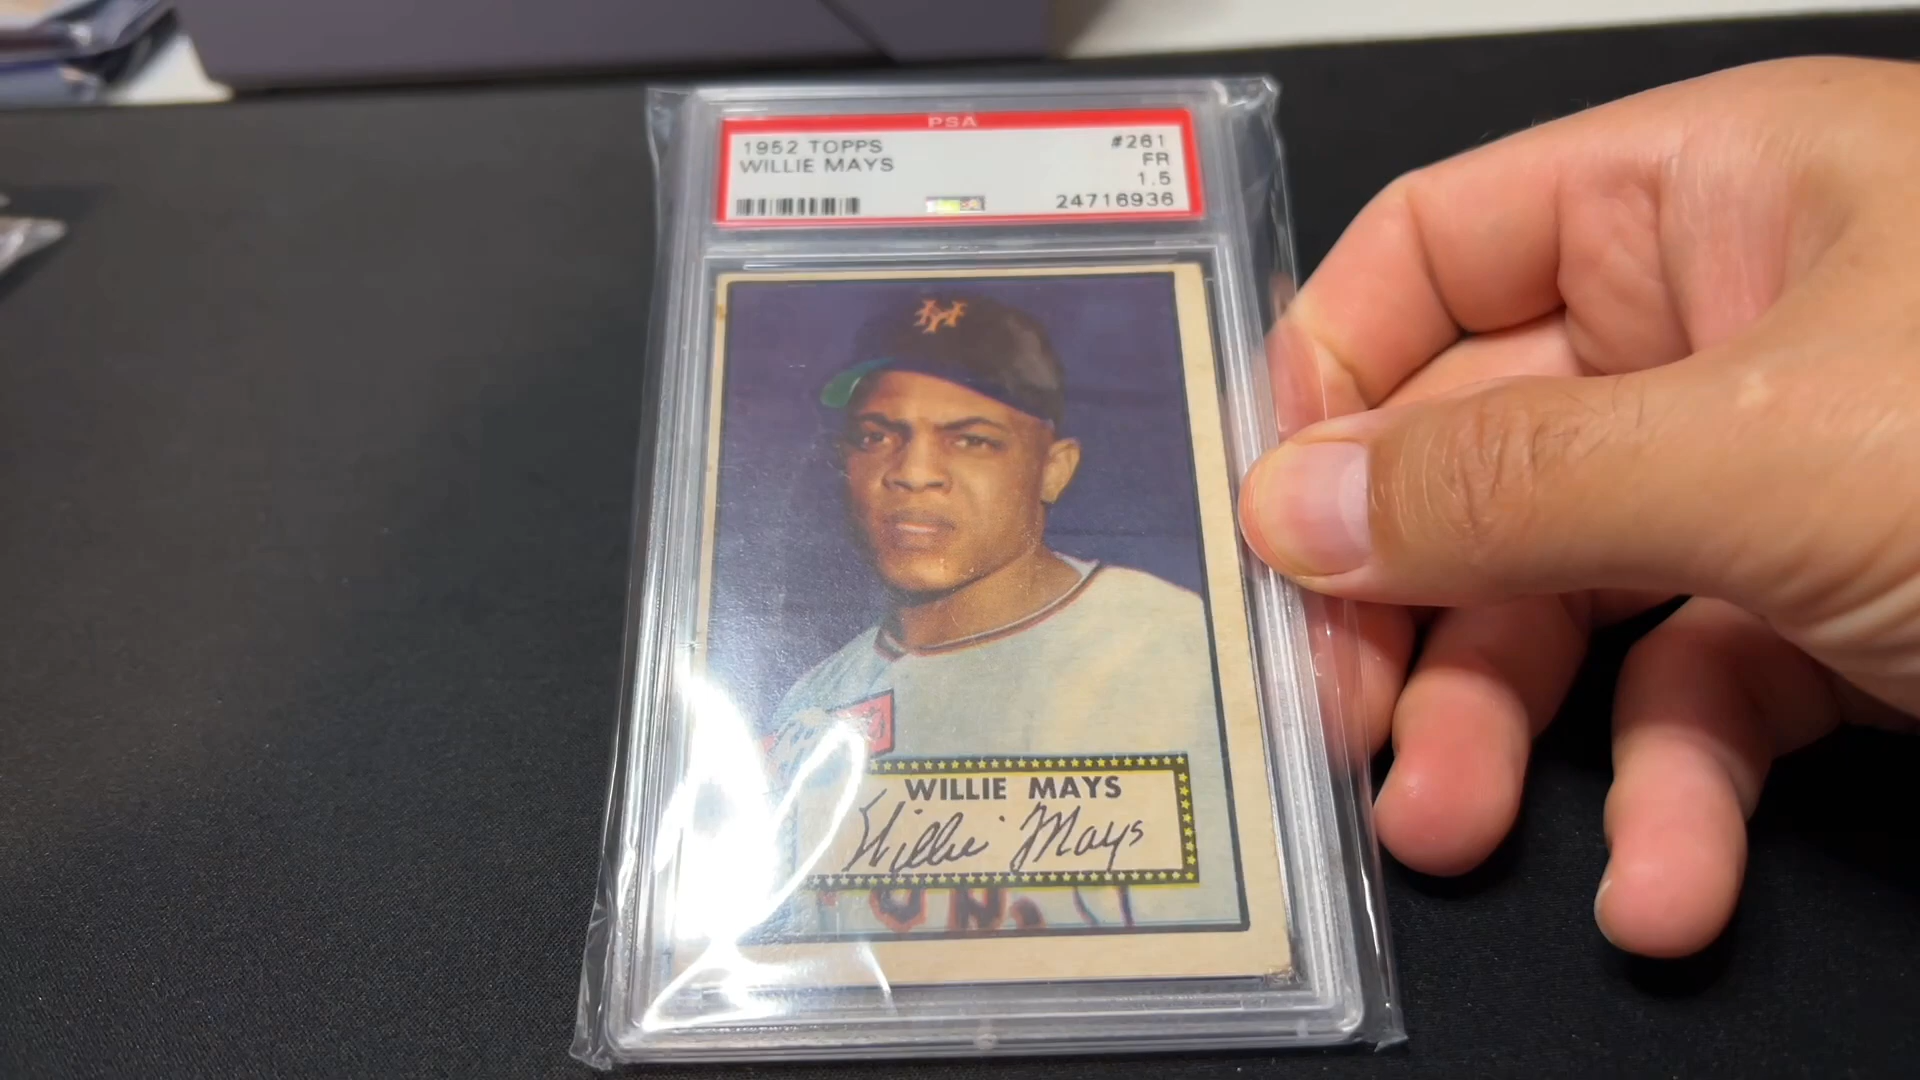 PSA
1952 TOPPS #261
WILLIE MAYS FR
1.5
24716936
WILLIE MAYS
Willie Mays